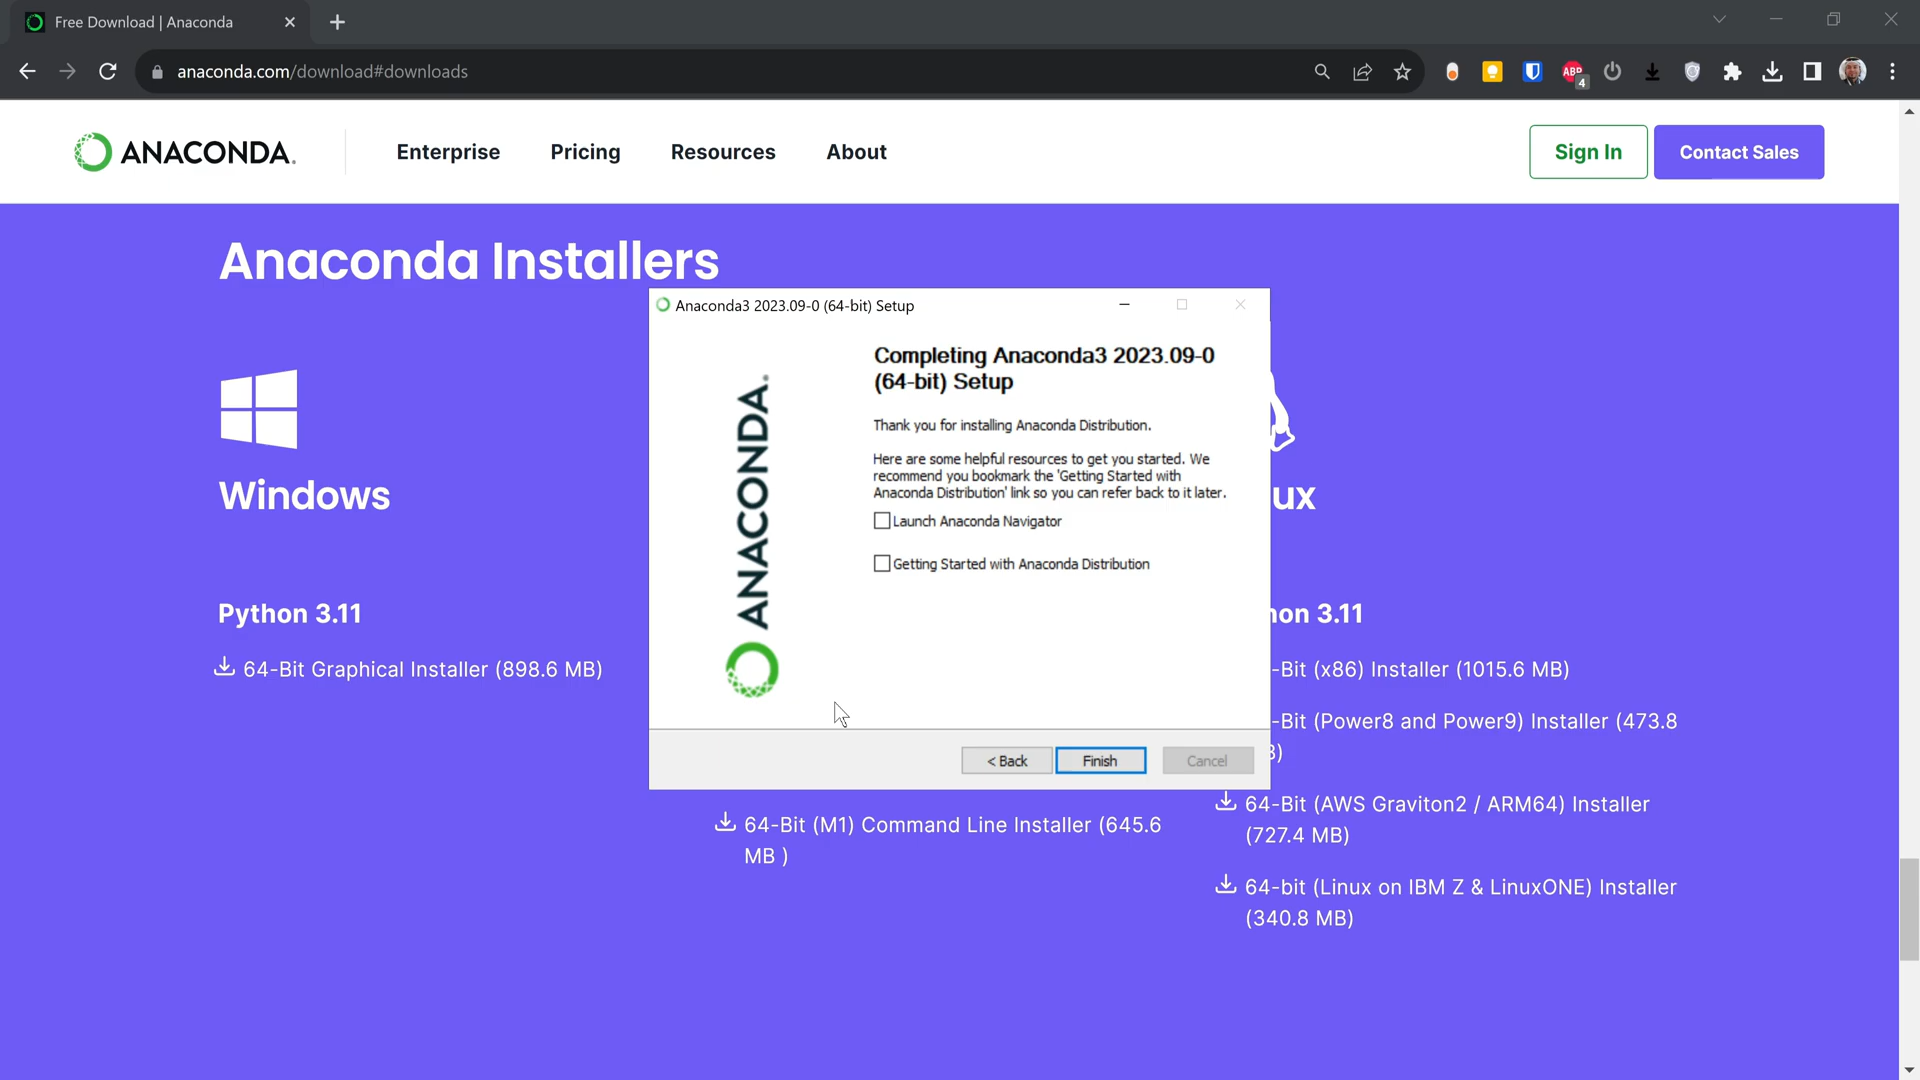 Free Download | Anaconda
anaconda.com/download#downloads
ABP
4
ANACONDA.
Enterprise
Pricing
Resources
About
Sign In
Contact Sales
Anaconda Installers
Anaconda3 2023.09-0 (64-bit) Setup
Completing Anaconda3 2023.09-0
(64-bit) Setup
Thank you for installing Anaconda Distribution.
Here are some helpful resources to get you started. We
recommend you bookmark the 'Getting Started with
Anaconda Distribution' link so you can refer back to it later.
Launch Anaconda Navigator
Getting Started with Anaconda Distribution
ANACONDA.
< Back
Finish
Cancel
Windows
Python 3.11
64-Bit Graphical Installer (898.6 MB)
64-Bit (M1) Command Line Installer (645.6
MB )
ux
hon 3.11
-Bit (x86) Installer (1015.6 MB)
-Bit (Power8 and Power9) Installer (473.8
B)
64-Bit (AWS Graviton2 / ARM64) Installer
(727.4 MB)
64-bit (Linux on IBM Z & LinuxONE) Installer
(340.8 MB)